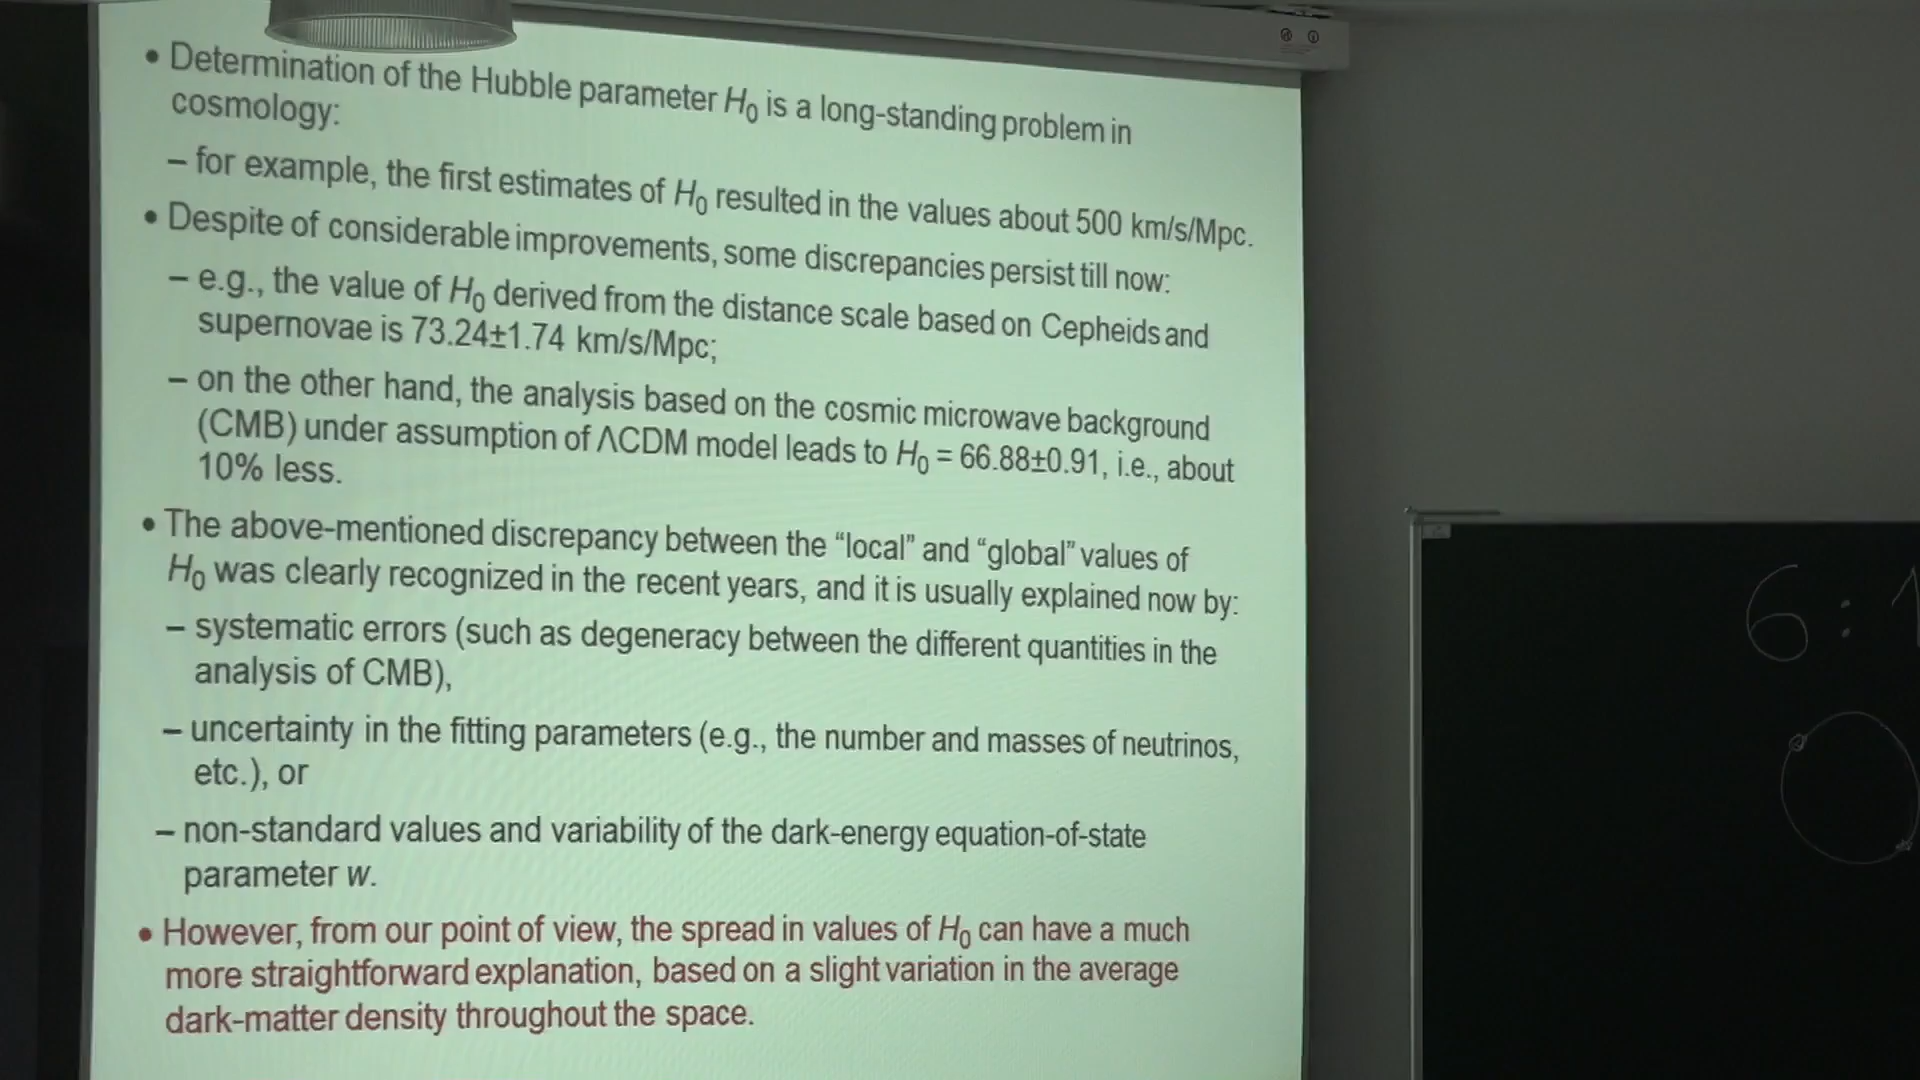 • Determination of the Hubble parameter H₀ is a long-standing problem in
cosmology:
– for example, the first estimates of H₀ resulted in the values about 500 km/s/Mpc.
• Despite of considerable improvements, some discrepancies persist till now:
– e.g., the value of H₀ derived from the distance scale based on Cepheids and
supernovae is 73.24±1.74 km/s/Mpc;
– on the other hand, the analysis based on the cosmic microwave background
(CMB) under assumption of ΛCDM model leads to H₀ = 66.88±0.91, i.e., about
10% less.
• The above-mentioned discrepancy between the “local” and “global” values of
H₀ was clearly recognized in the recent years, and it is usually explained now by:
– systematic errors (such as degeneracy between the different quantities in the
analysis of CMB),
– uncertainty in the fitting parameters (e.g., the number and masses of neutrinos,
etc.), or
– non-standard values and variability of the dark-energy equation-of-state
parameter w.
• However, from our point of view, the spread in values of H₀ can have a much
more straightforward explanation, based on a slight variation in the average
dark-matter density throughout the space.
6:1